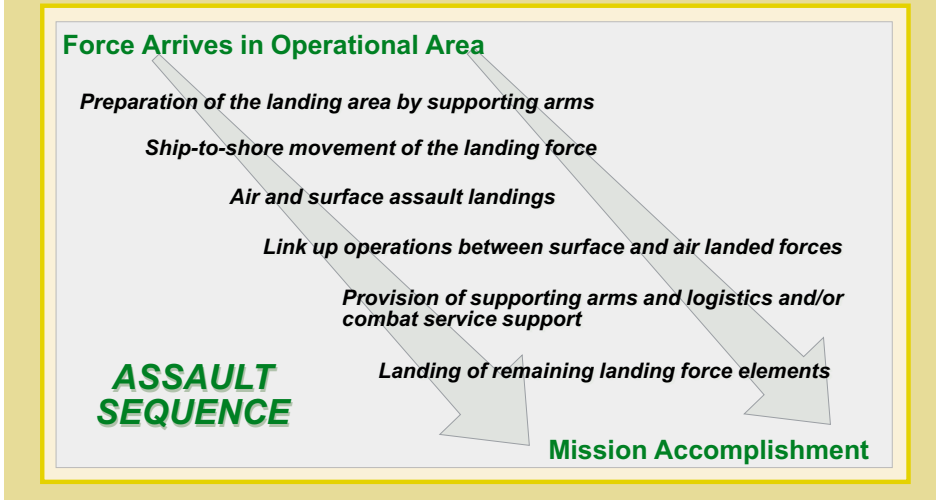 Force Arrives in Operational Area
Preparation of the landing area by supporting arms
Ship-to-shore movement of the landing force
Air and surface assault landings
Link up operations between surface and air landed forces
Provision of supporting arms and logistics and/or
combat service support
Landing of remaining landing force elements
ASSAULT
SEQUENCE
Mission Accomplishment